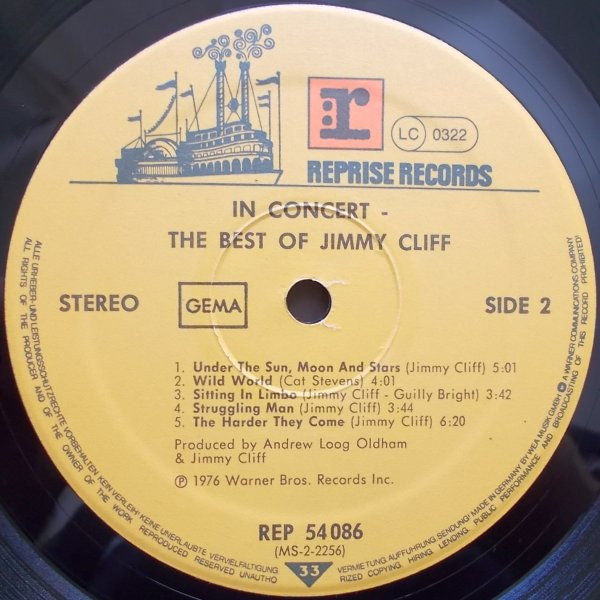 r
LC 0322
REPRISE RECORDS
IN CONCERT -
THE BEST OF JIMMY CLIFF
STEREO
GEMA
SIDE 2
1. Under The Sun, Moon And Stars (Jimmy Cliff) 5:01
2. Wild World (Cat Stevens) 4:01
3. Sitting In Limbo (Jimmy Cliff - Guilly Bright) 3:42
4. Struggling Man (Jimmy Cliff) 3:44
5. The Harder They Come (Jimmy Cliff) 6:20
Produced by Andrew Loog Oldham
& Jimmy Cliff
℗ 1976 Warner Bros. Records Inc.
REP 54 086
(MS-2-2256)
33
ALLE URHEBER- UND LEISTUNGSSCHUTZRECHTE VORBEHALTEN KEIN VERLEIH! KEINE UNERLAUBTE VERVIELFÄLTIGUNG
VERMIETUNG AUFFÜHRUNG SENDUNG! MADE IN GERMANY BY WEA MUSIK GMBH A WARNER COMMUNICATIONS COMPANY
ALL RIGHTS OF THE PRODUCER AND OF THE OWNER OF THE WORK REPRODUCED RESERVED UNAUTHO
RIZED COPYING, HIRING, LENDING, PUBLIC PERFORMANCE AND BROADCASTING OF THIS RECORD PROHIBITED!